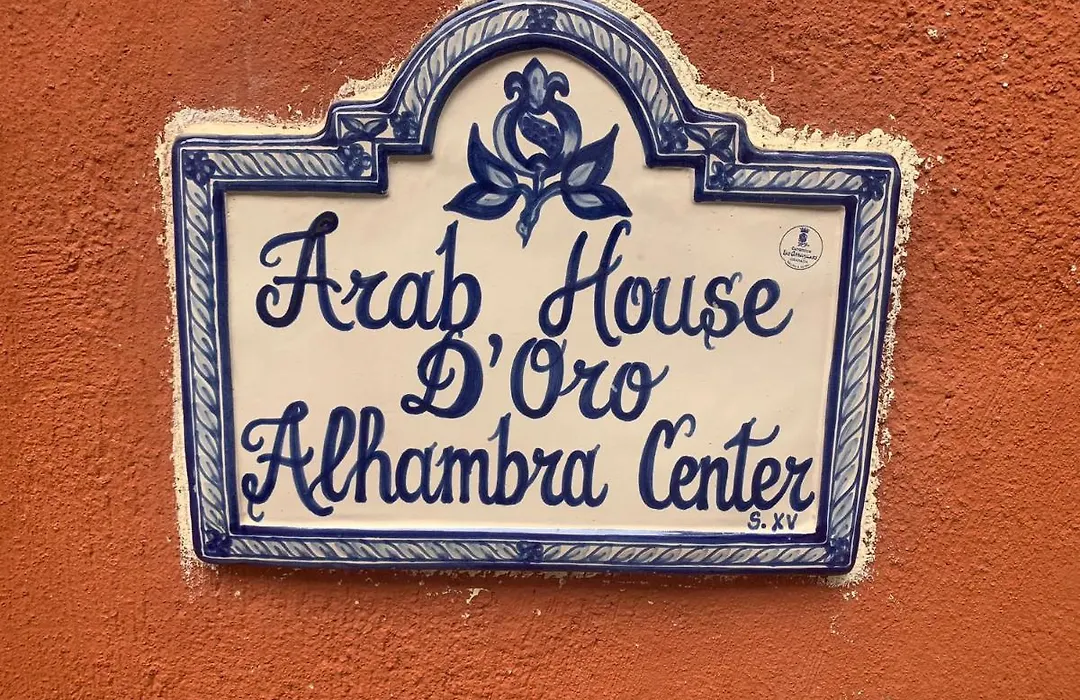 Arab House
D'Oro
Alhambra Center
S. XV